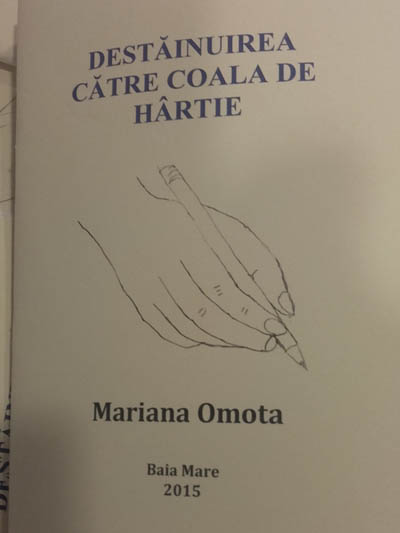 DESTĂINUIREA
CĂTRE COALA DE
HÂRTIE
Mariana Omota
Baia Mare
2015